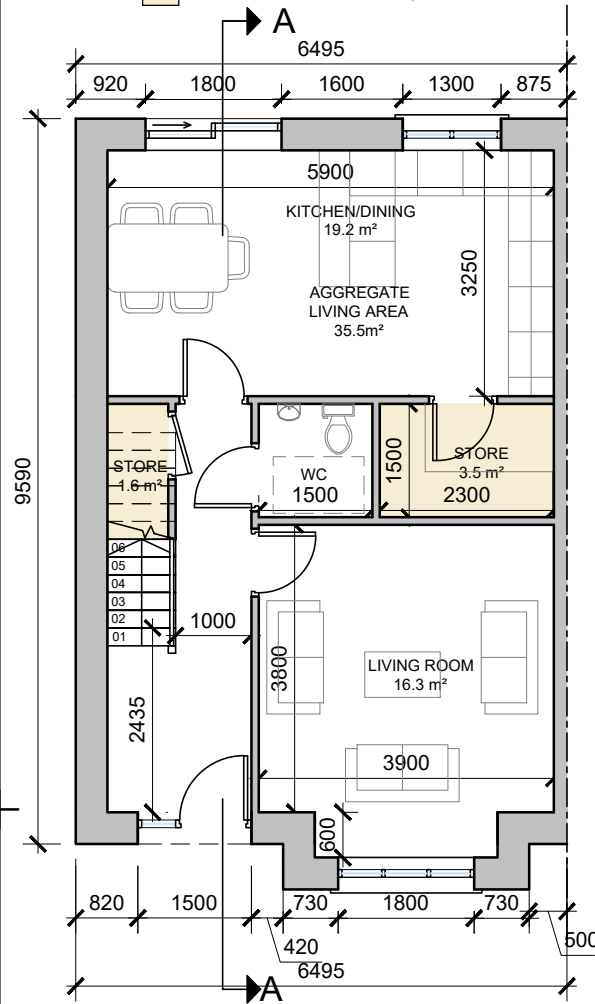 A
6495
920 1800 1600 1300 875
5900
KITCHEN/DINING
19.2 m²
3250
AGGREGATE
LIVING AREA
35.5m²
9590
STORE
1.6 m²
WC
1500
1500
STORE
3.5 m²
2300
06
05
04
03
02
01
1000
3800
LIVING ROOM
16.3 m²
2435
3900
600
820 1500 730 1800 730
420
500
6495
A